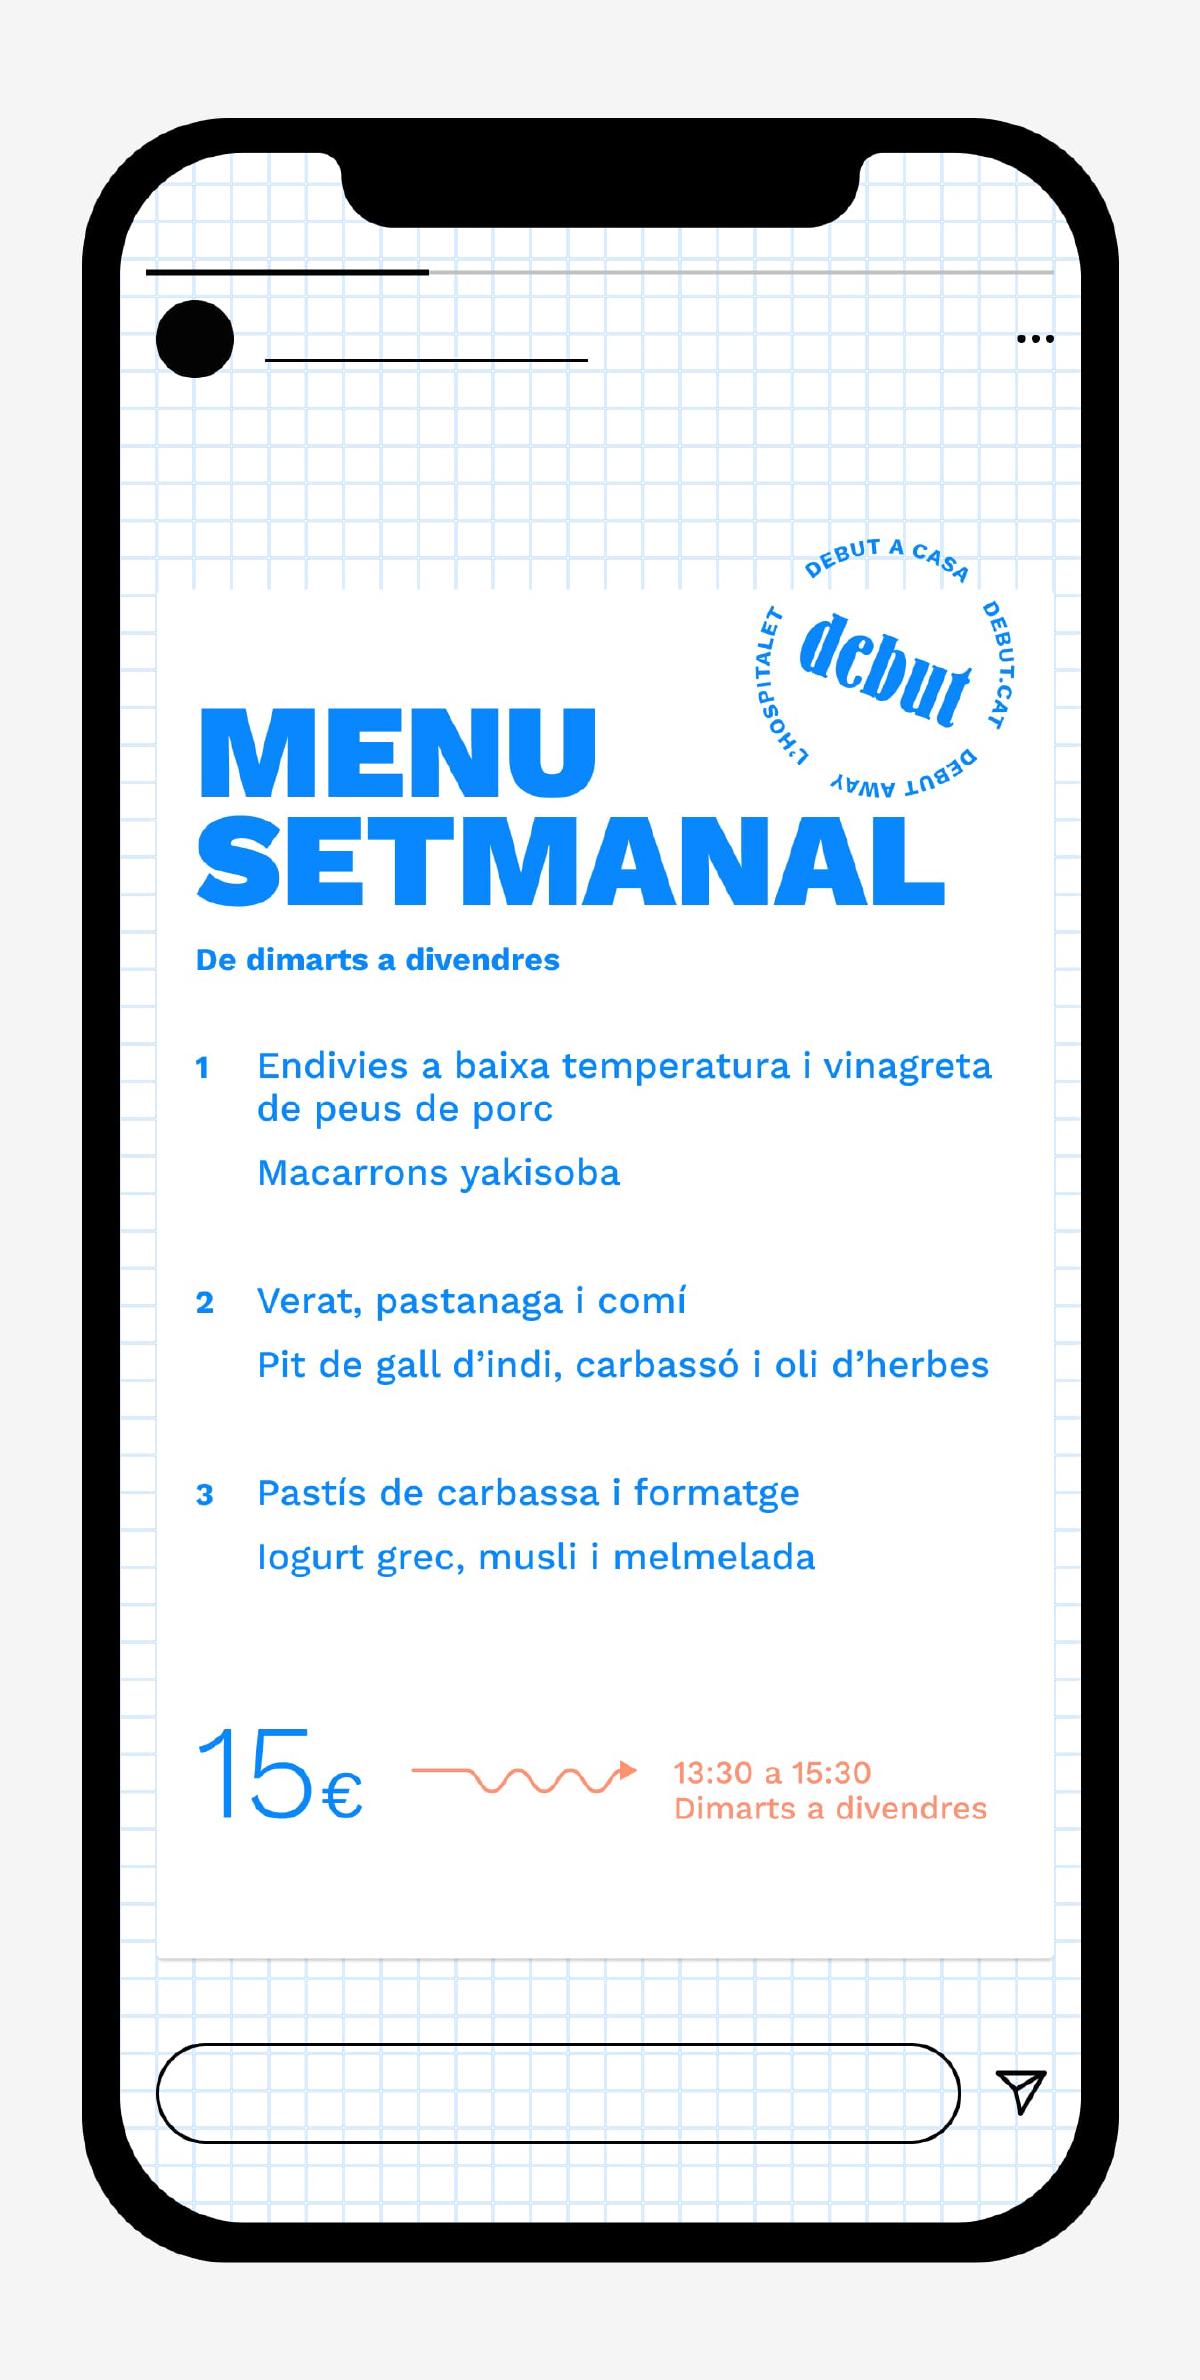 DEBUT A CASA
DEBUT.CAT
DEBUT AWAY
L'HOSPITALET
debut
MENU
SETMANAL
De dimarts a divendres
1 Endivies a baixa temperatura i vinagreta
de peus de porc
Macarrons yakisoba
2 Verat, pastanaga i comí
Pit de gall d’indi, carbassó i oli d’herbes
3 Pastís de carbassa i formatge
Iogurt grec, musli i melmelada
15€
13:30 a 15:30
Dimarts a divendres